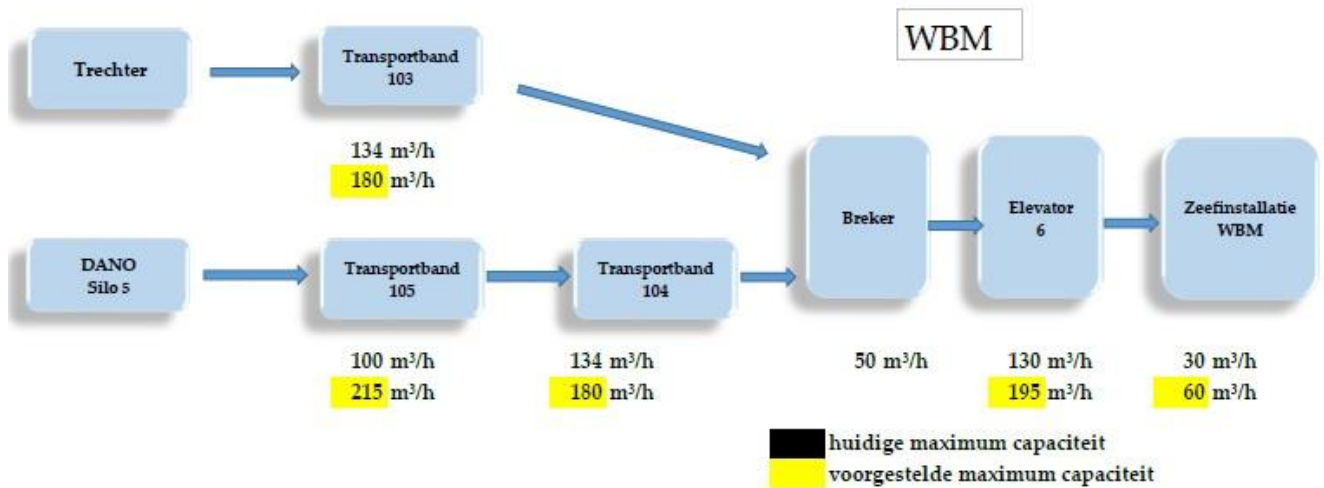 WBM
Trechter
Transportband
103
134 m³/h
180 m³/h
DANO
Silo 5
Transportband
105
100 m³/h
215 m³/h
Transportband
104
134 m³/h
180 m³/h
Breker
50 m³/h
Elevator
6
130 m³/h
195 m³/h
Zeefinstallatie
WBM
30 m³/h
60 m³/h
huidige maximum capaciteit
voorgestelde maximum capaciteit